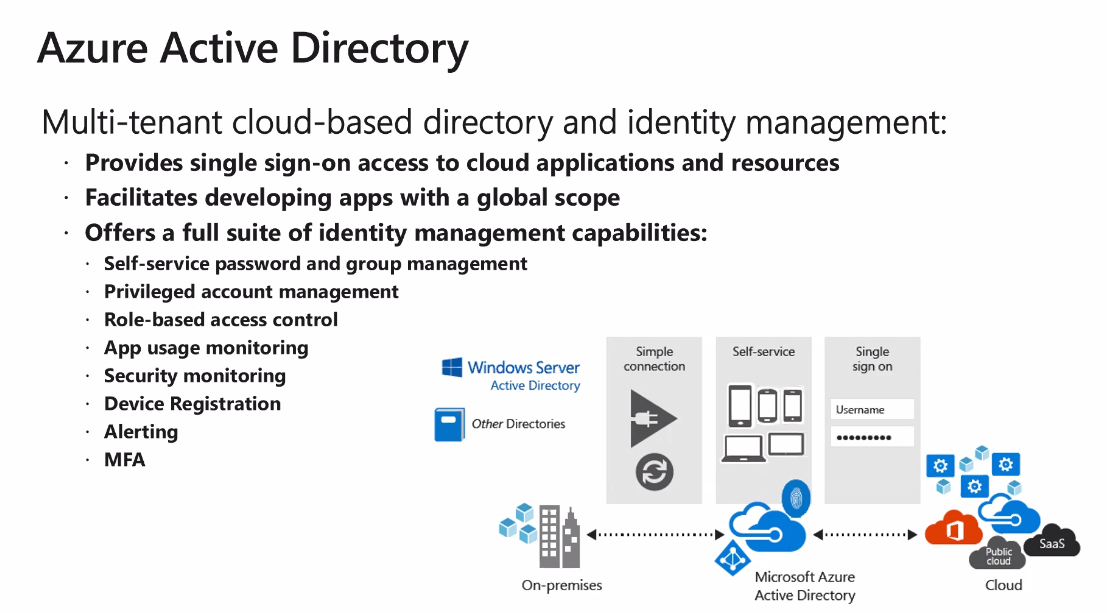 Azure Active Directory
Multi-tenant cloud-based directory and identity management:
· Provides single sign-on access to cloud applications and resources
· Facilitates developing apps with a global scope
· Offers a full suite of identity management capabilities:
· Self-service password and group management
· Privileged account management
· Role-based access control
· App usage monitoring
· Security monitoring
· Device Registration
· Alerting
· MFA
Windows Server
Active Directory
Other Directories
Simple
connection
Self-service
Single
sign on
Username
•••••••••
On-premises
Microsoft Azure
Active Directory
Public
cloud
SaaS
Cloud